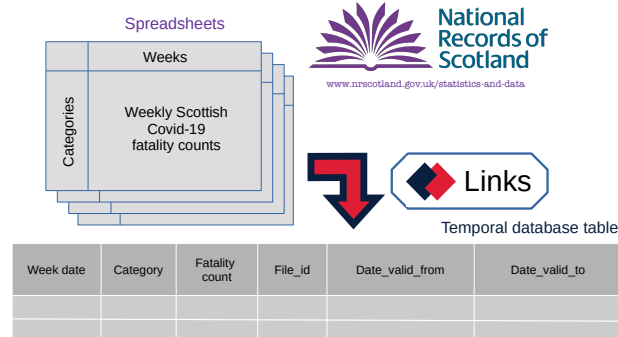 Spreadsheets
Weeks
Categories
Weekly Scottish
Covid-19
fatality counts
National
Records of
Scotland
www.nrscotland.gov.uk/statistics-and-data
Links
Temporal database table
Week date
Category
Fatality
count
File_id
Date_valid_from
Date_valid_to